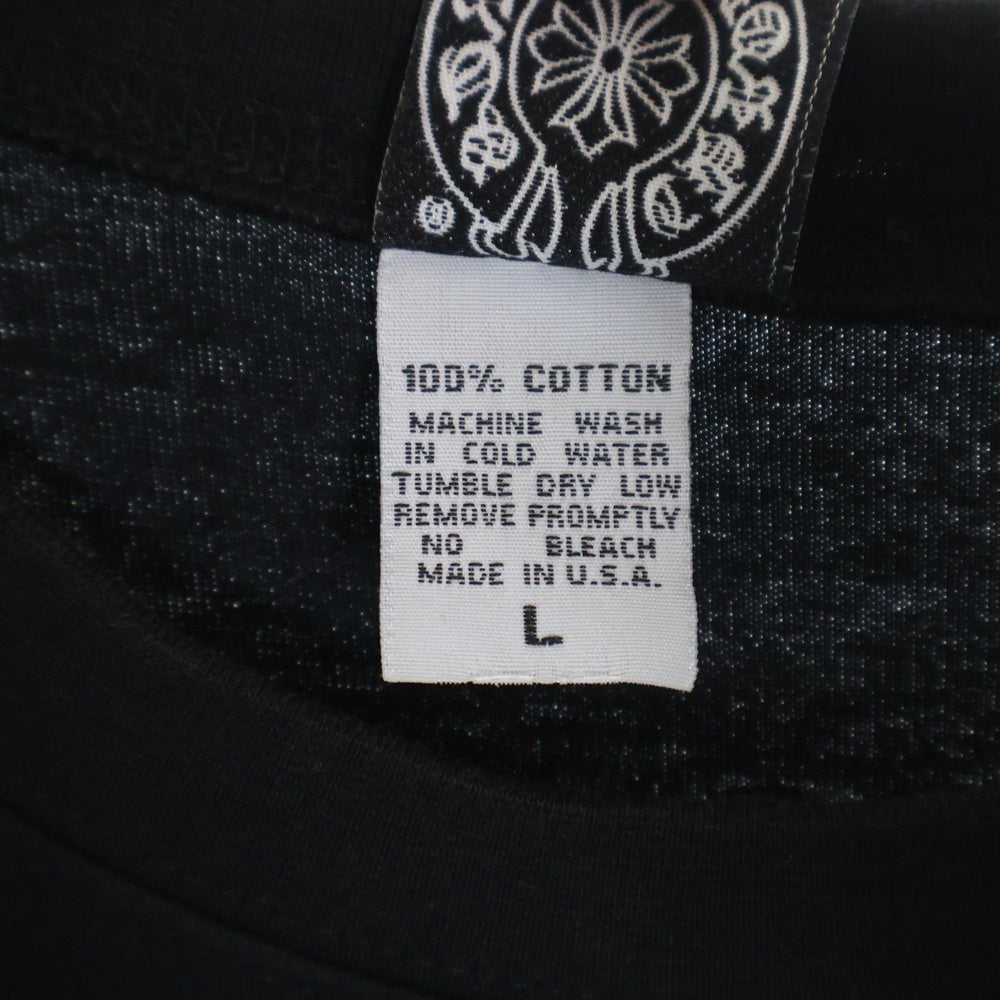 ®
100% COTTON
MACHINE WASH
IN COLD WATER
TUMBLE DRY LOW
REMOVE PROMPTLY
NO BLEACH
MADE IN U.S.A.
L